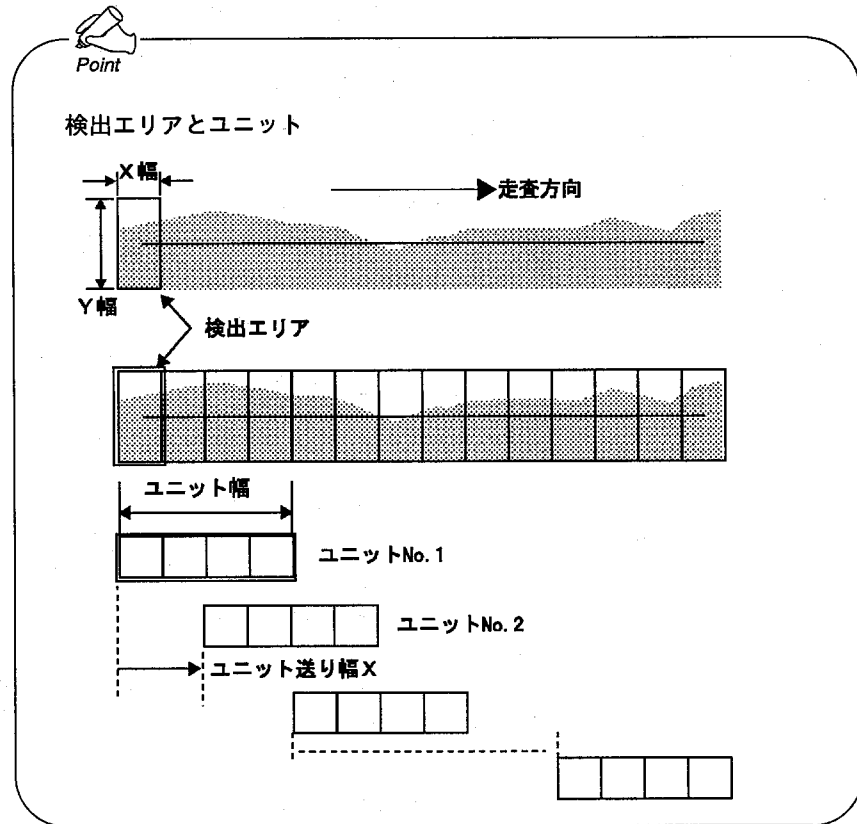 Point
検出エリアとユニット
X幅
走査方向
Y幅
検出エリア
ユニット幅
ユニットNo.1
ユニットNo.2
ユニット送り幅X